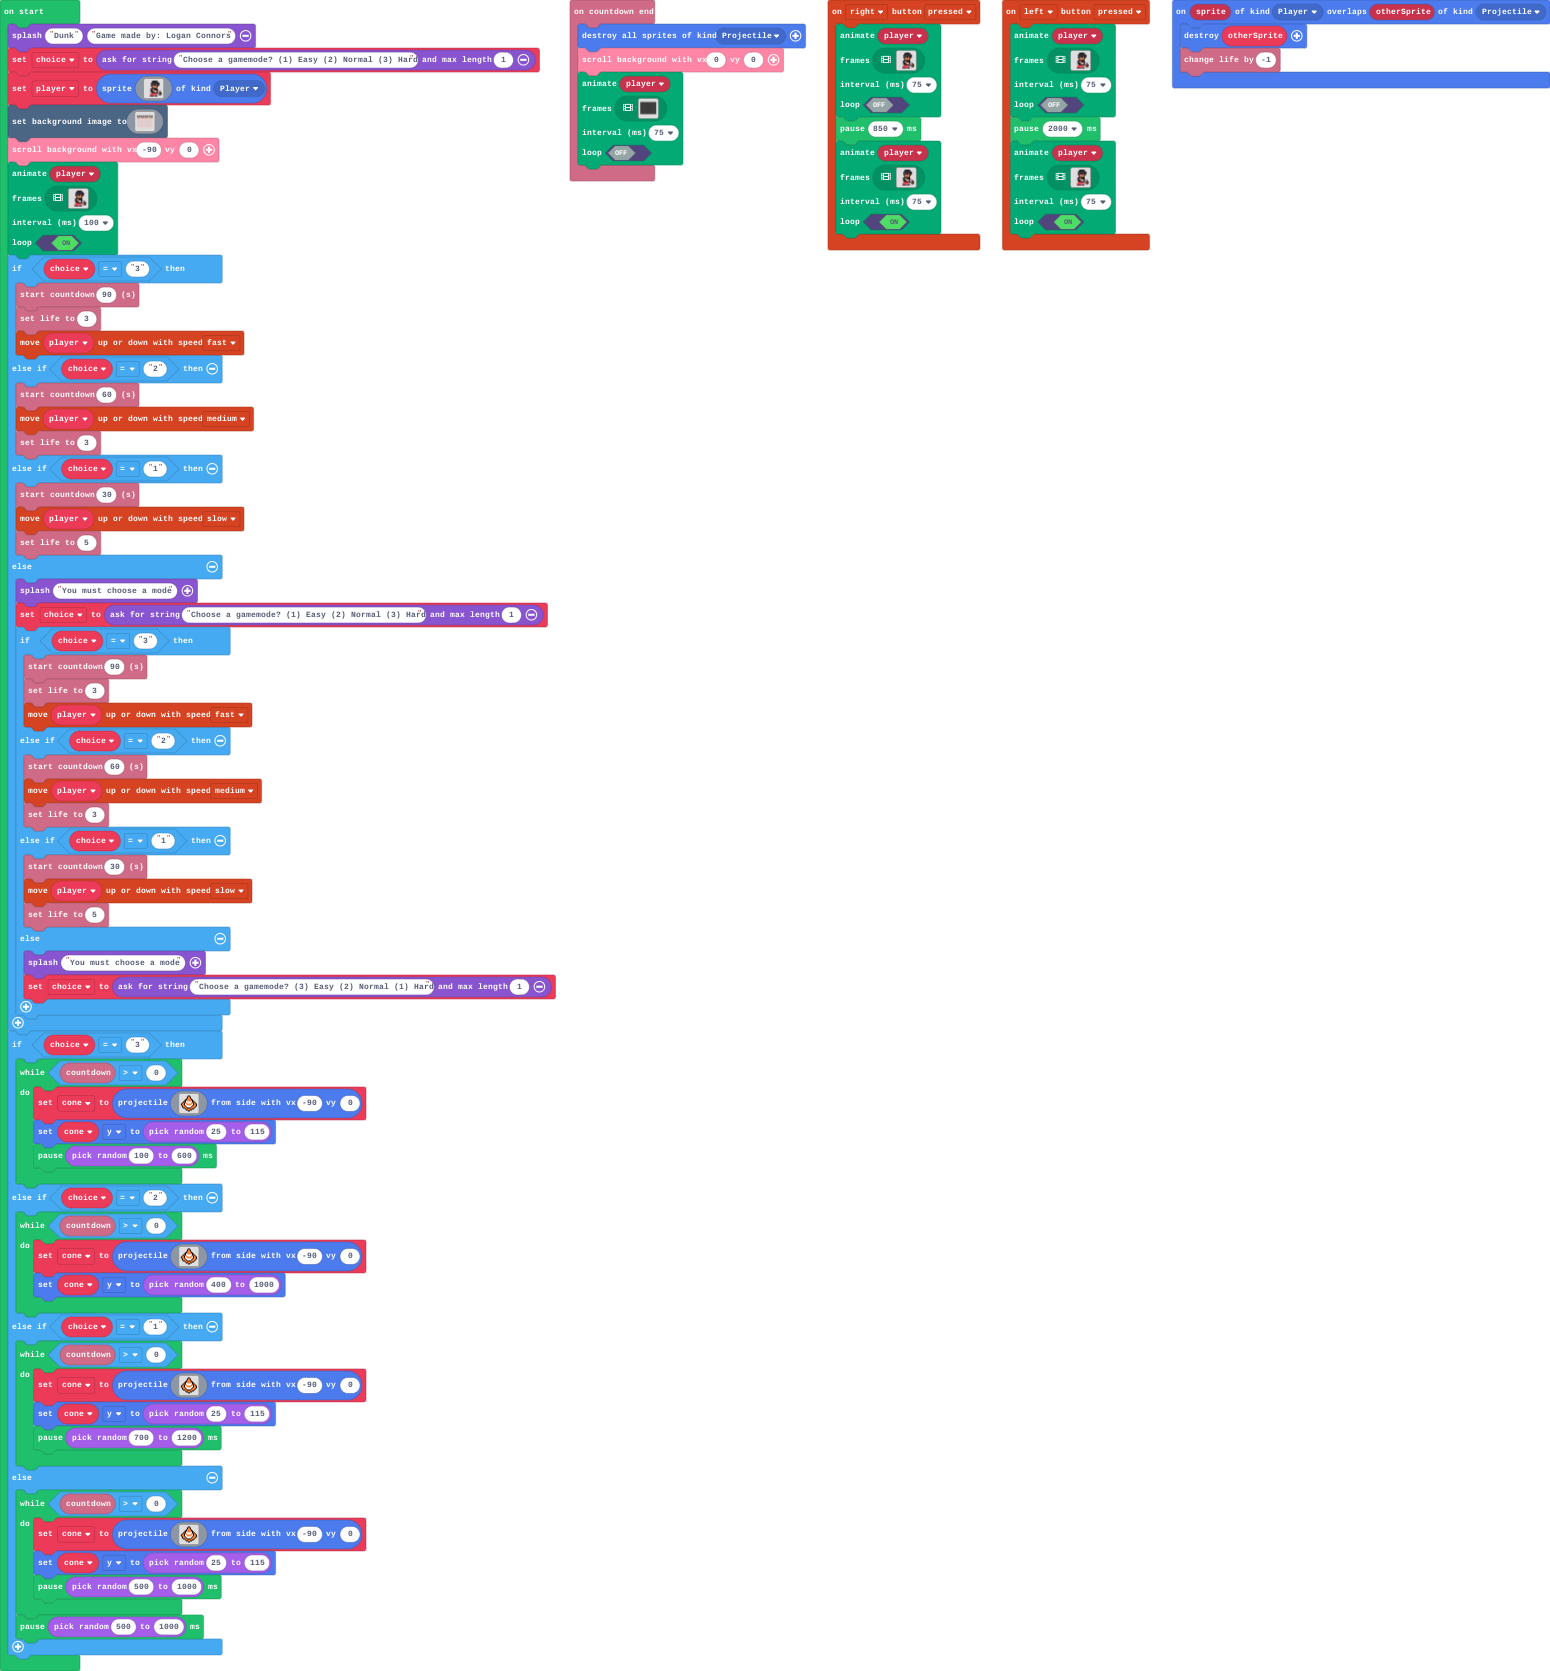 on start
splash "Dunk" "Game made by: Logan Connors"
set choice to ask for string "Choose a gamemode? (1) Easy (2) Normal (3) Hard" and max length 1
set player to sprite of kind Player
set background image to
scroll background with vx -90 vy 0
animate player
frames
interval (ms) 100
loop ON
if choice = "3" then
start countdown 90 (s)
set life to 3
move player up or down with speed fast
else if choice = "2" then
start countdown 60 (s)
move player up or down with speed medium
set life to 3
else if choice = "1" then
start countdown 30 (s)
move player up or down with speed slow
set life to 5
else
splash "You must choose a mode"
set choice to ask for string "Choose a gamemode? (1) Easy (2) Normal (3) Hard" and max length 1
if choice = "3" then
start countdown 90 (s)
set life to 3
move player up or down with speed fast
else if choice = "2" then
start countdown 60 (s)
move player up or down with speed medium
set life to 3
else if choice = "1" then
start countdown 30 (s)
move player up or down with speed slow
set life to 5
else
splash "You must choose a mode"
set choice to ask for string "Choose a gamemode? (3) Easy (2) Normal (1) Hard" and max length 1
if choice = "3" then
while countdown > 0
do
set cone to projectile from side with vx -90 vy 0
set cone y to pick random 25 to 115
pause pick random 100 to 600 ms
else if choice = "2" then
while countdown > 0
do
set cone to projectile from side with vx -90 vy 0
set cone y to pick random 400 to 1000
else if choice = "1" then
while countdown > 0
do
set cone to projectile from side with vx -90 vy 0
set cone y to pick random 25 to 115
pause pick random 700 to 1200 ms
else
while countdown > 0
do
set cone to projectile from side with vx -90 vy 0
set cone y to pick random 25 to 115
pause pick random 500 to 1000 ms
pause pick random 500 to 1000 ms
on countdown end
destroy all sprites of kind Projectile
scroll background with vx 0 vy 0
animate player
frames
interval (ms) 75
loop OFF
on right button pressed
animate player
frames
interval (ms) 75
loop OFF
pause 850 ms
animate player
frames
interval (ms) 75
loop ON
on left button pressed
animate player
frames
interval (ms) 75
loop OFF
pause 2000 ms
animate player
frames
interval (ms) 75
loop ON
on sprite of kind Player overlaps otherSprite of kind Projectile
destroy otherSprite
change life by -1